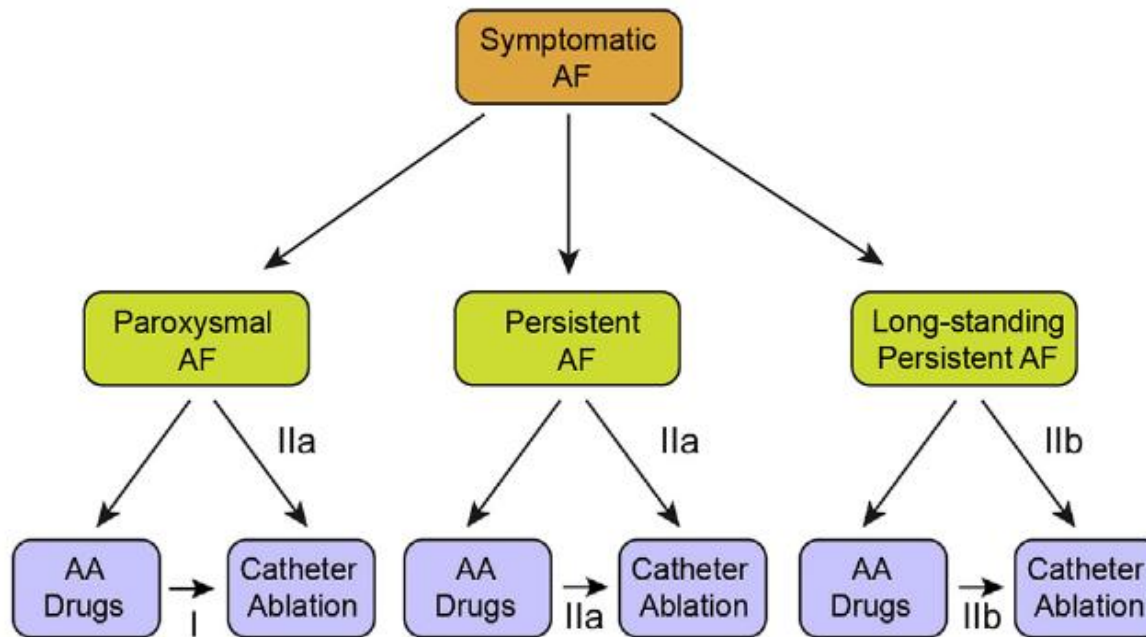 Symptomatic
AF
Paroxysmal
AF
Persistent
AF
Long-standing
Persistent AF
IIa
IIa
IIb
AA
Drugs
I
Catheter
Ablation
AA
Drugs
IIa
Catheter
Ablation
AA
Drugs
IIb
Catheter
Ablation